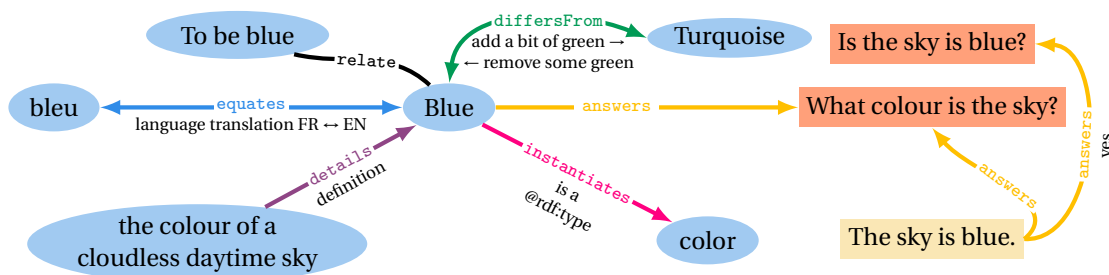 To be blue
relate
differsFrom
add a bit of green →
← remove some green
Turquoise
Is the sky is blue?
bleu
equates
language translation FR ↔ EN
Blue
answers
What colour is the sky?
details
definition
instantiates
is a
@rdf:type
answers
answers
yes
the colour of a
cloudless daytime sky
color
The sky is blue.